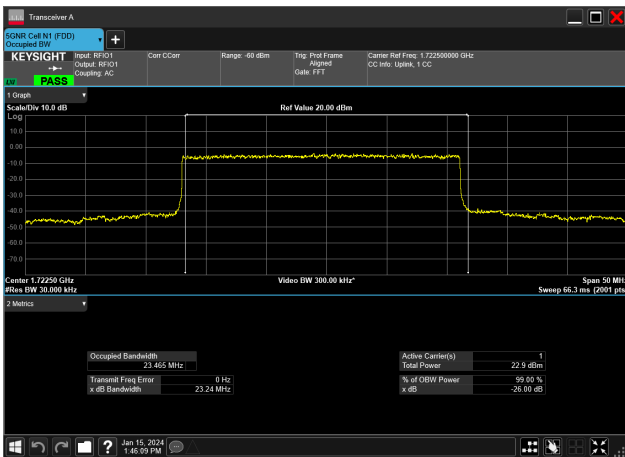 Transceiver A
5GNR Cell N1 (FDD)
Occupied BW
KEYSIGHT
LXI
PASS
Input: RFIO1
Output: RFIO1
Coupling: AC
Corr CCorr
Range: -60 dBm
Trig: Prot Frame
Aligned
Gate: FFT
Carrier Ref Freq: 1.722500000 GHz
CC Info: Uplink, 1 CC
1 Graph
Scale/Div 10.0 dB
Ref Value 20.00 dBm
Log
10.0
0.00
-10.0
-20.0
-30.0
-40.0
-50.0
-60.0
-70.0
Center 1.72250 GHz
Video BW 300.00 kHz*
Span 50 MHz
#Res BW 30.000 kHz
Sweep 66.3 ms (2001 pts
2 Metrics
Occupied Bandwidth
23.465 MHz
Transmit Freq Error 0 Hz
x dB Bandwidth 23.24 MHz
Active Carrier(s) 1
Total Power 22.9 dBm
% of OBW Power 99.00 %
x dB -26.00 dB
?
Jan 15, 2024
1:46:09 PM